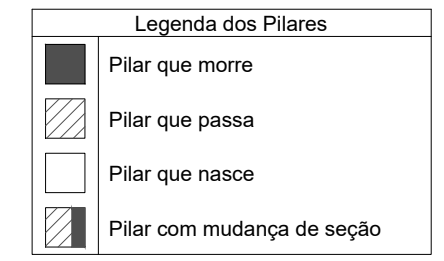 Legenda dos Pilares
Pilar que morre
Pilar que passa
Pilar que nasce
Pilar com mudança de seção